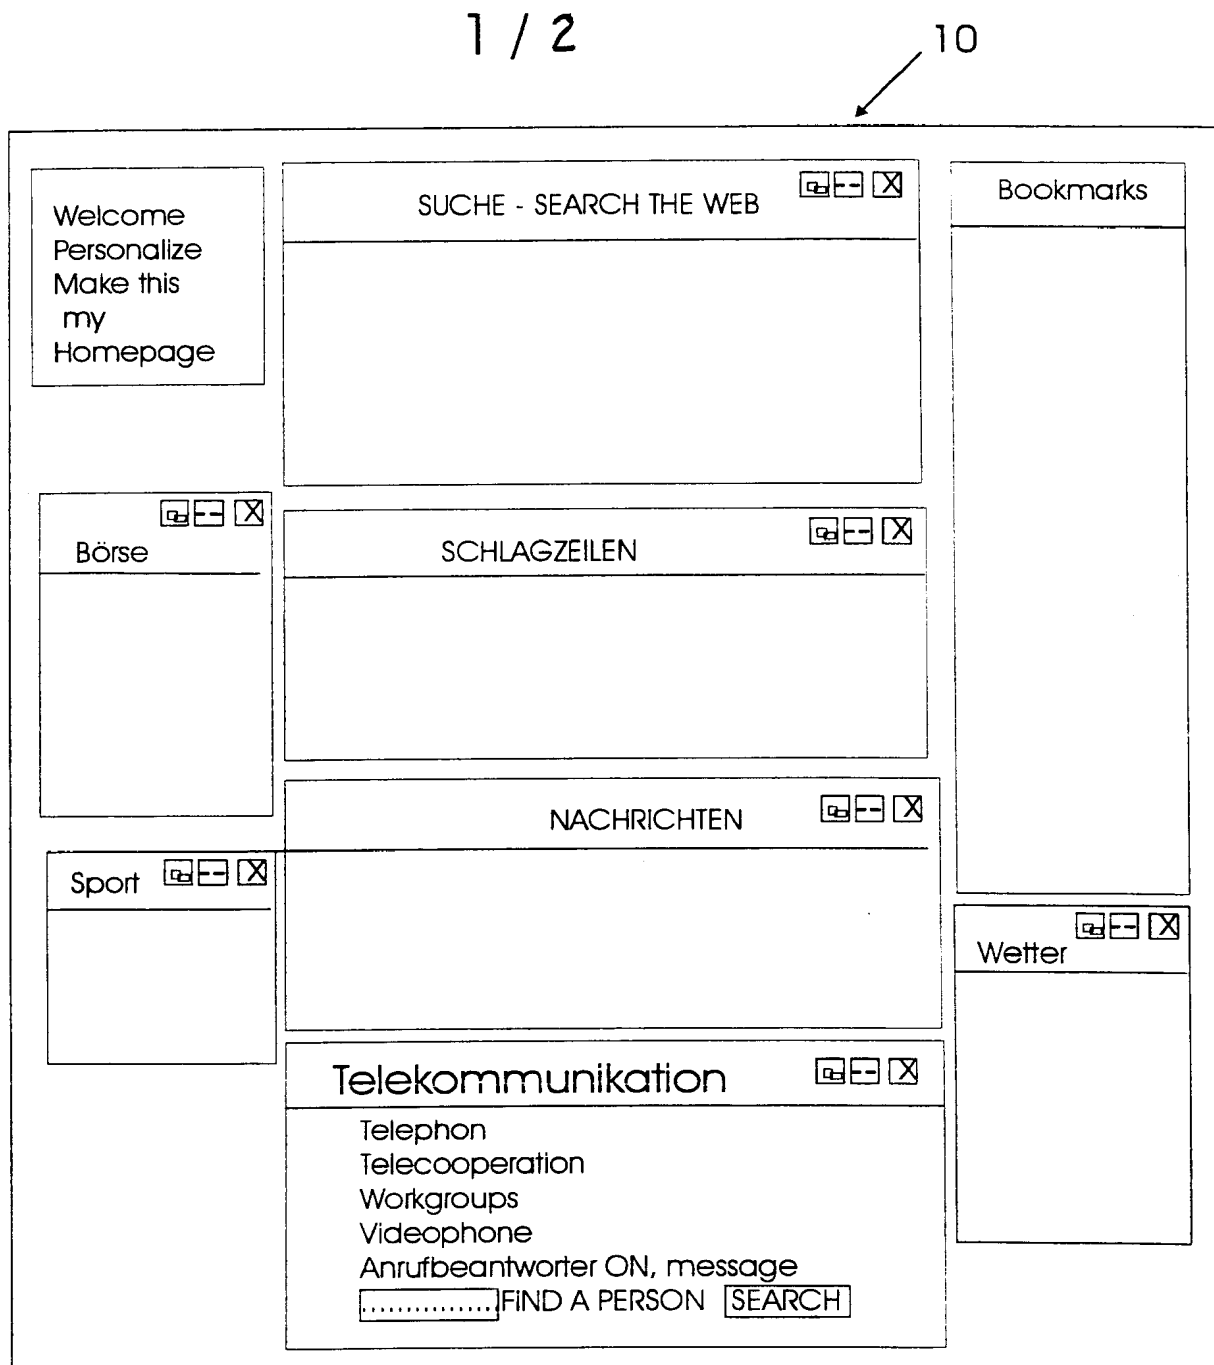 1 / 2
10
Welcome
Personalize
Make this
my
Homepage
SUCHE - SEARCH THE WEB
Bookmarks
Börse
SCHLAGZEILEN
NACHRICHTEN
Sport
Wetter
Telekommunikation
Telephon
Telecooperation
Workgroups
Videophone
Anrufbeantworter ON, message
...............FIND A PERSON SEARCH